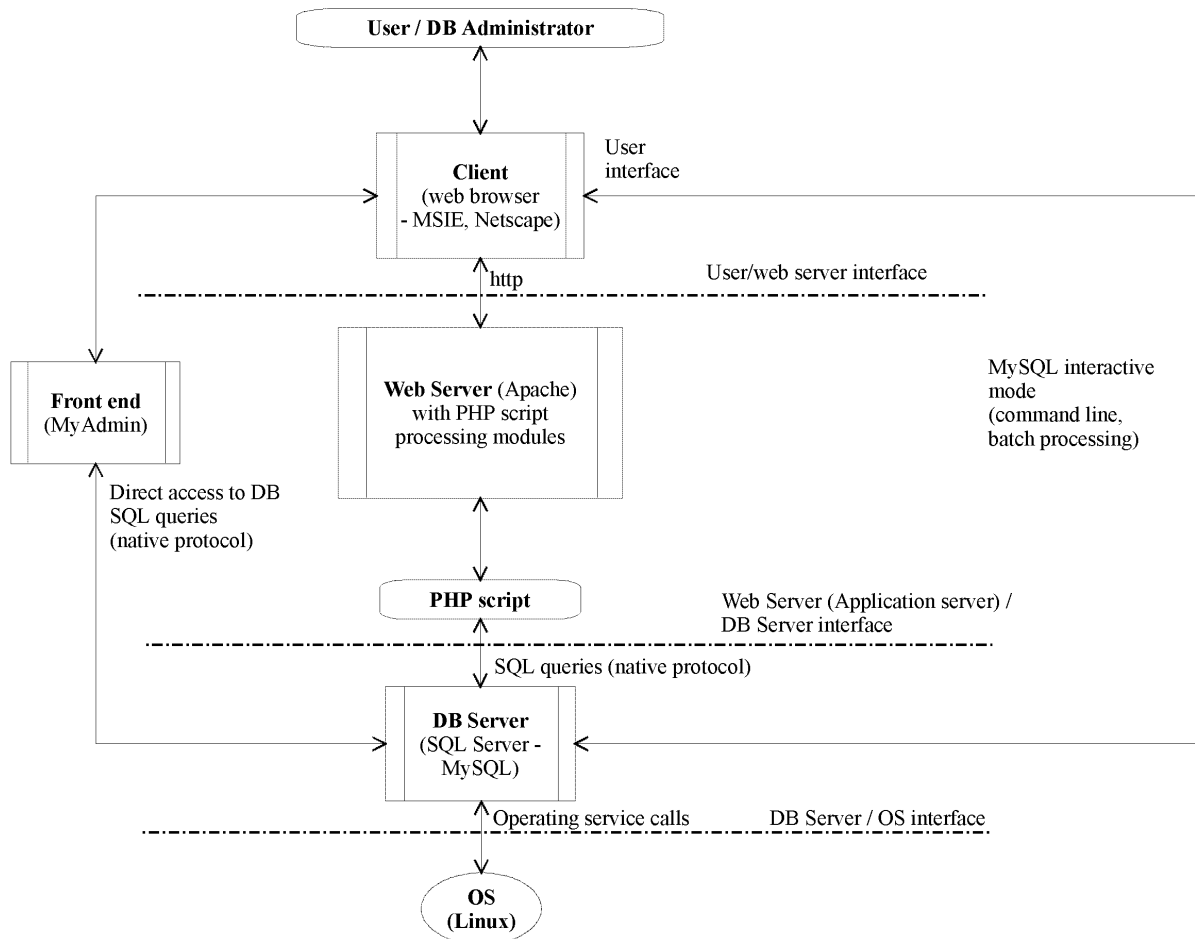 User / DB Administrator
User
interface
Client
(web browser
- MSIE, Netscape)
http
User/web server interface
Front end
(MyAdmin)
Web Server (Apache)
with PHP script
processing modules
MySQL interactive
mode
(command line,
batch processing)
Direct access to DB
SQL queries
(native protocol)
PHP script
Web Server (Application server) /
DB Server interface
SQL queries (native protocol)
DB Server
(SQL Server -
MySQL)
Operating service calls
DB Server / OS interface
OS
(Linux)